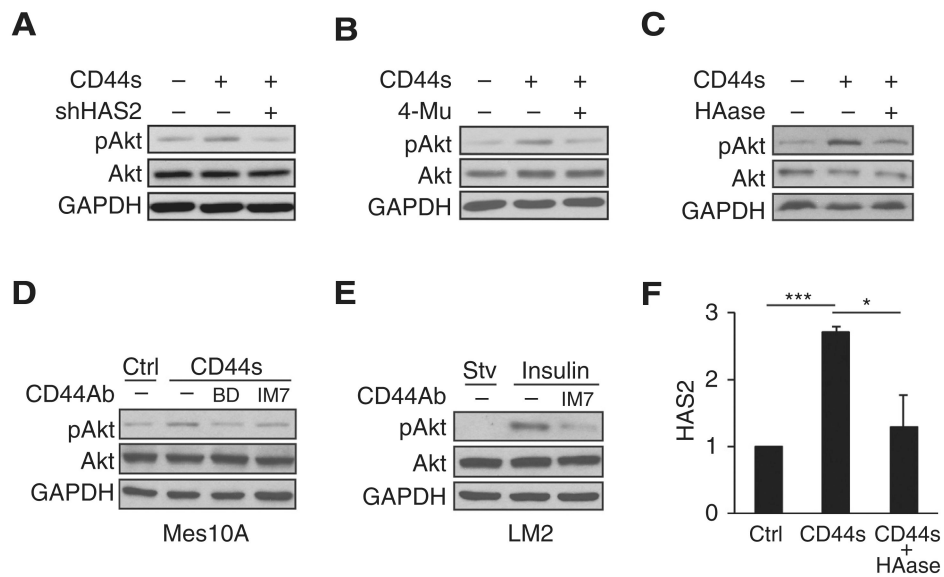 A
CD44s – + +
shHAS2 – – +
pAkt
Akt
GAPDH
B
CD44s – + +
4-Mu – – +
pAkt
Akt
GAPDH
C
CD44s – + +
HAase – – +
pAkt
Akt
GAPDH
D
Ctrl CD44s
CD44Ab – – BD IM7
pAkt
Akt
GAPDH
Mes10A
E
Stv Insulin
CD44Ab – – IM7
pAkt
Akt
GAPDH
LM2
F
*** *
3
2
1
0
HAS2
Ctrl CD44s CD44s
+
HAase